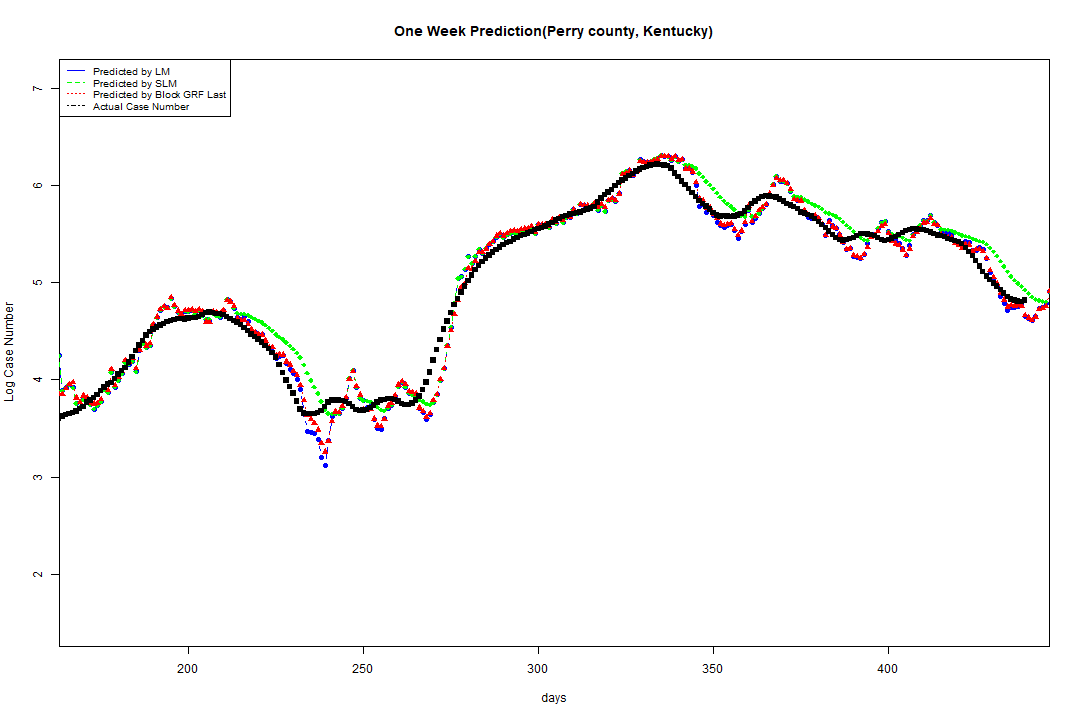 One Week Prediction(Perry county, Kentucky)
Predicted by LM
Predicted by SLM
Predicted by Block GRF Last
Actual Case Number
7
6
5
4
3
2
Log Case Number
200 250 300 350 400
days